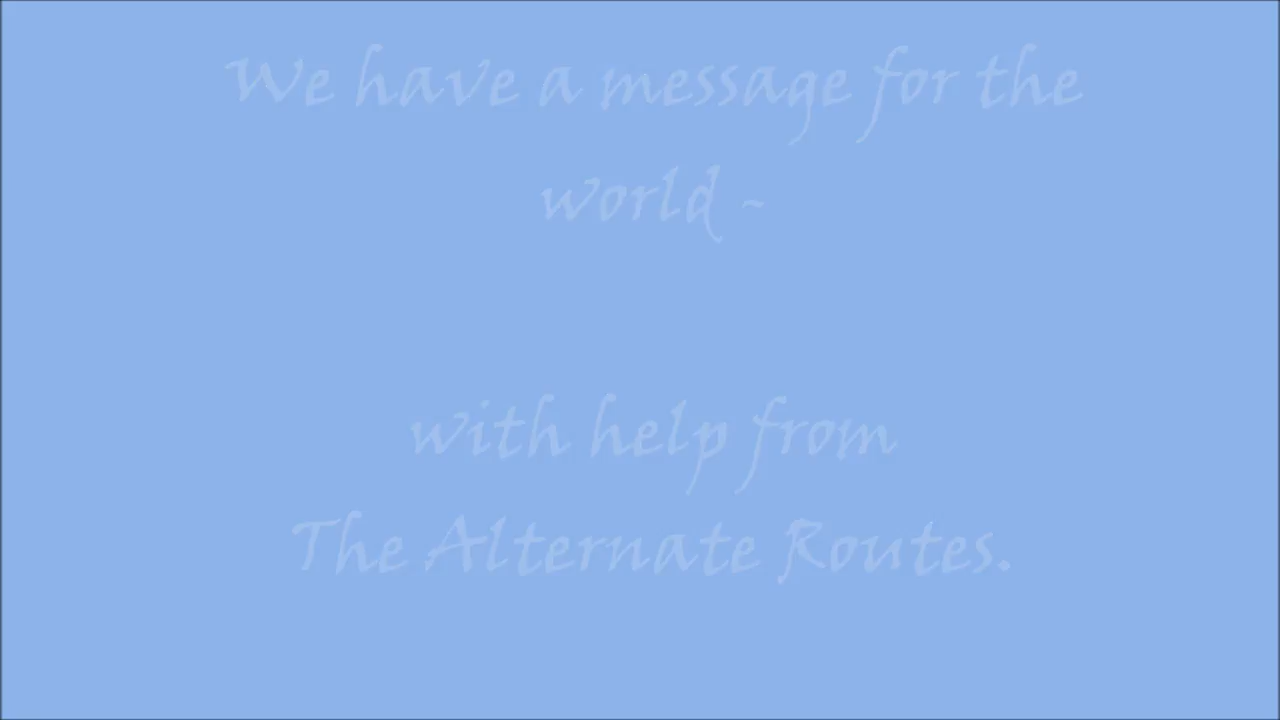 We have a message for the
world -
with help from
The Alternate Routes.